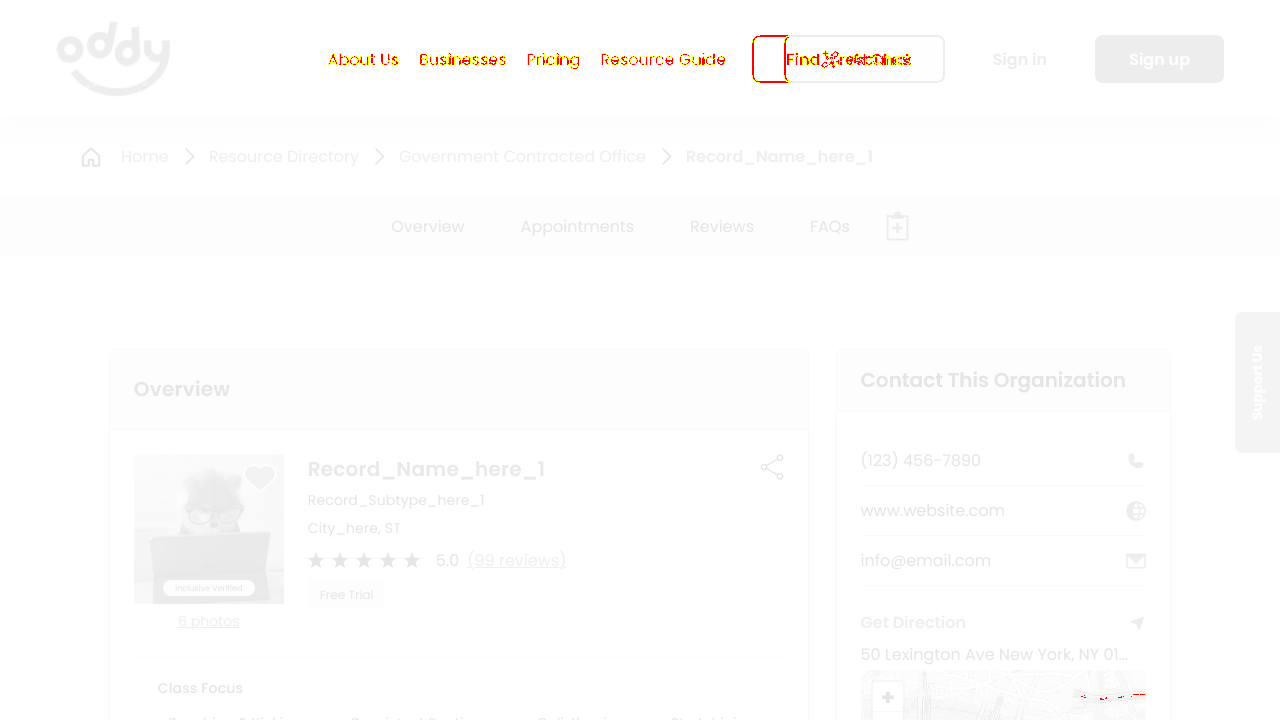 oddy
About Us Businesses Pricing Resource Guide Find Sign in Sign up
Home Resource Directory Government Contracted Office Record_Name_here_1
Overview Appointments Reviews FAQs
Support Us
Overview
Contact This Organization
Record_Name_here_1
Record_Subtype_here_1
City_here, ST
5.0 (99 reviews)
Free Trial
Inclusive Verified
6 photos
Class Focus
(123) 456-7890
www.website.com
info@email.com
Get Direction
50 Lexington Ave New York, NY 01...